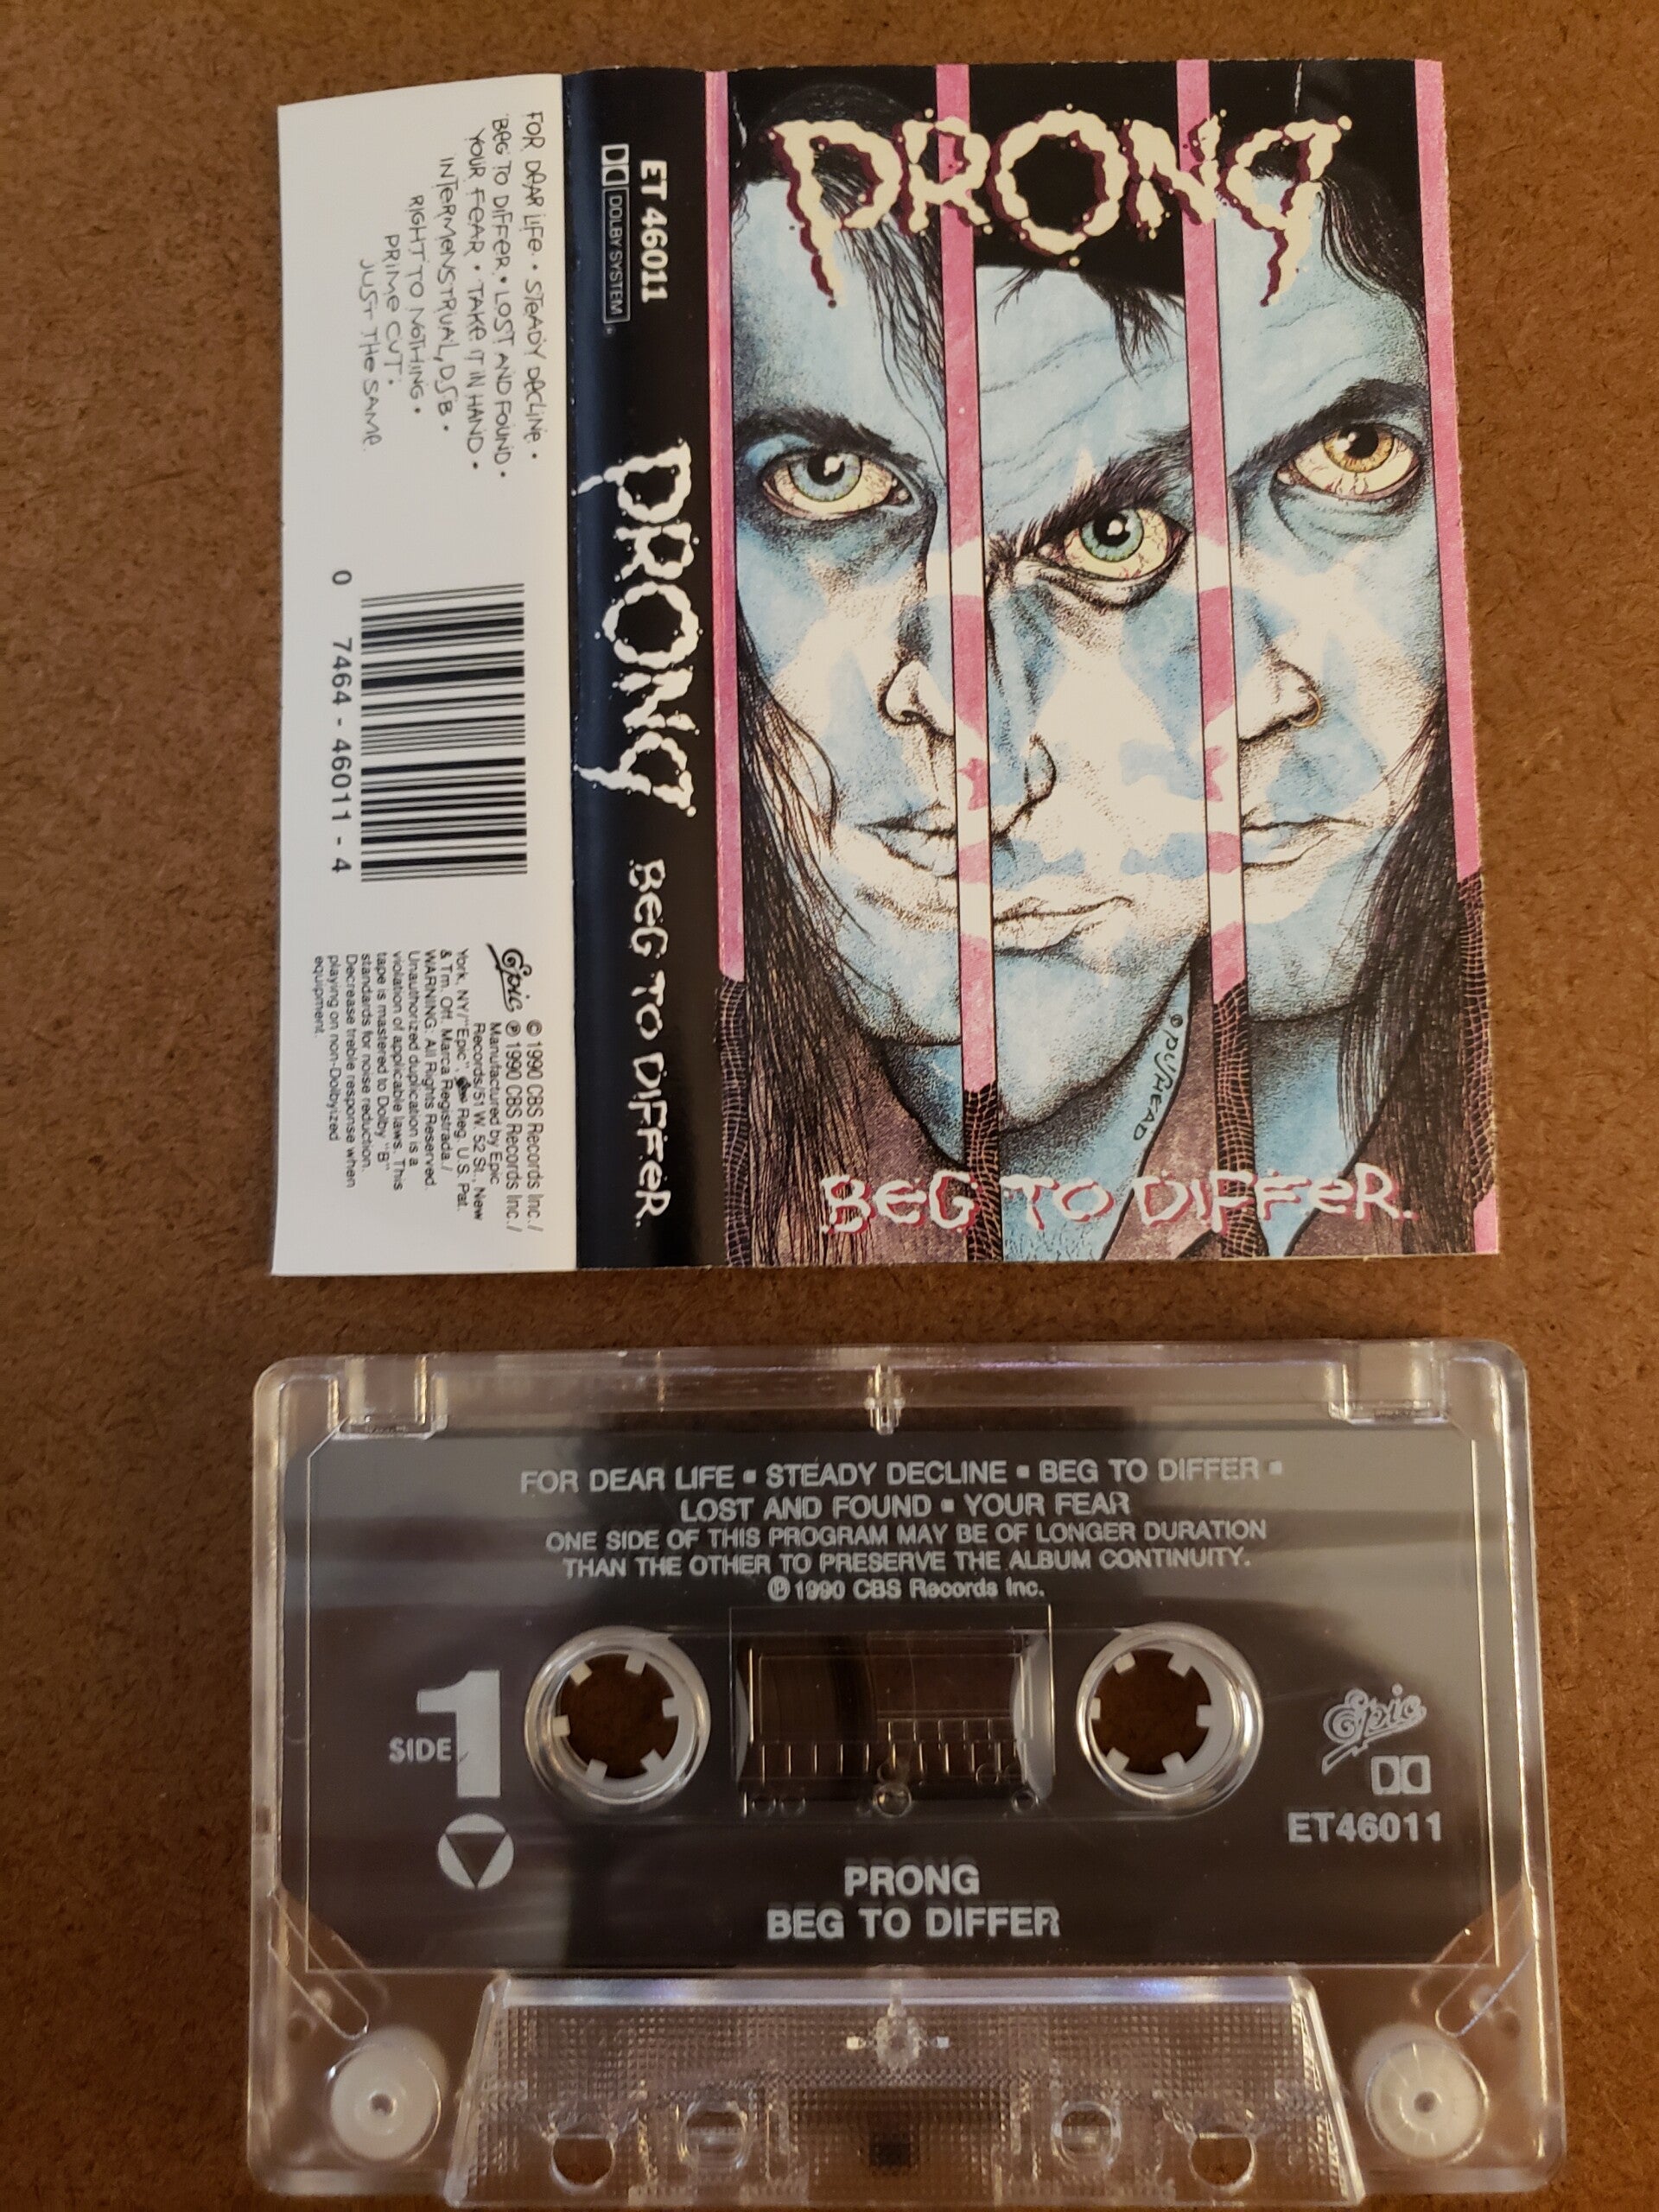 FOR DEAR LIFE • STEADY DECLINE •
BEG TO DIFFER • LOST AND FOUND •
YOUR FEAR • TAKE IT IN HAND •
INTERMENSTRUAL, D.S.B. •
RIGHT TO NOTHING •
PRIME CUT •
JUST THE SAME
0 7464 - 46011 - 4
Epic
© 1990 CBS Records Inc./
℗ 1990 CBS Records Inc./
Manufactured by Epic
Records/51 W. 52 St., New
York, NY/"Epic", Reg. U.S. Pat.
& Tm. Off. Marca Registrada./
WARNING: All Rights Reserved.
Unauthorized duplication is a
violation of applicable laws. This
tape is mastered to Dolby "B"
standards for noise reduction.
Decrease treble response when
playing on non-Dolbyized
equipment.
ET 46011
DOLBY SYSTEM
PRONG
BEG TO DIFFER.
PRONG
©PUSHEAD
BEG TO DIFFER.
FOR DEAR LIFE ▪ STEADY DECLINE ▪ BEG TO DIFFER ▪
LOST AND FOUND ▪ YOUR FEAR
ONE SIDE OF THIS PROGRAM MAY BE OF LONGER DURATION
THAN THE OTHER TO PRESERVE THE ALBUM CONTINUITY.
℗ 1990 CBS Records Inc.
SIDE 1
Epic
ET46011
PRONG
BEG TO DIFFER